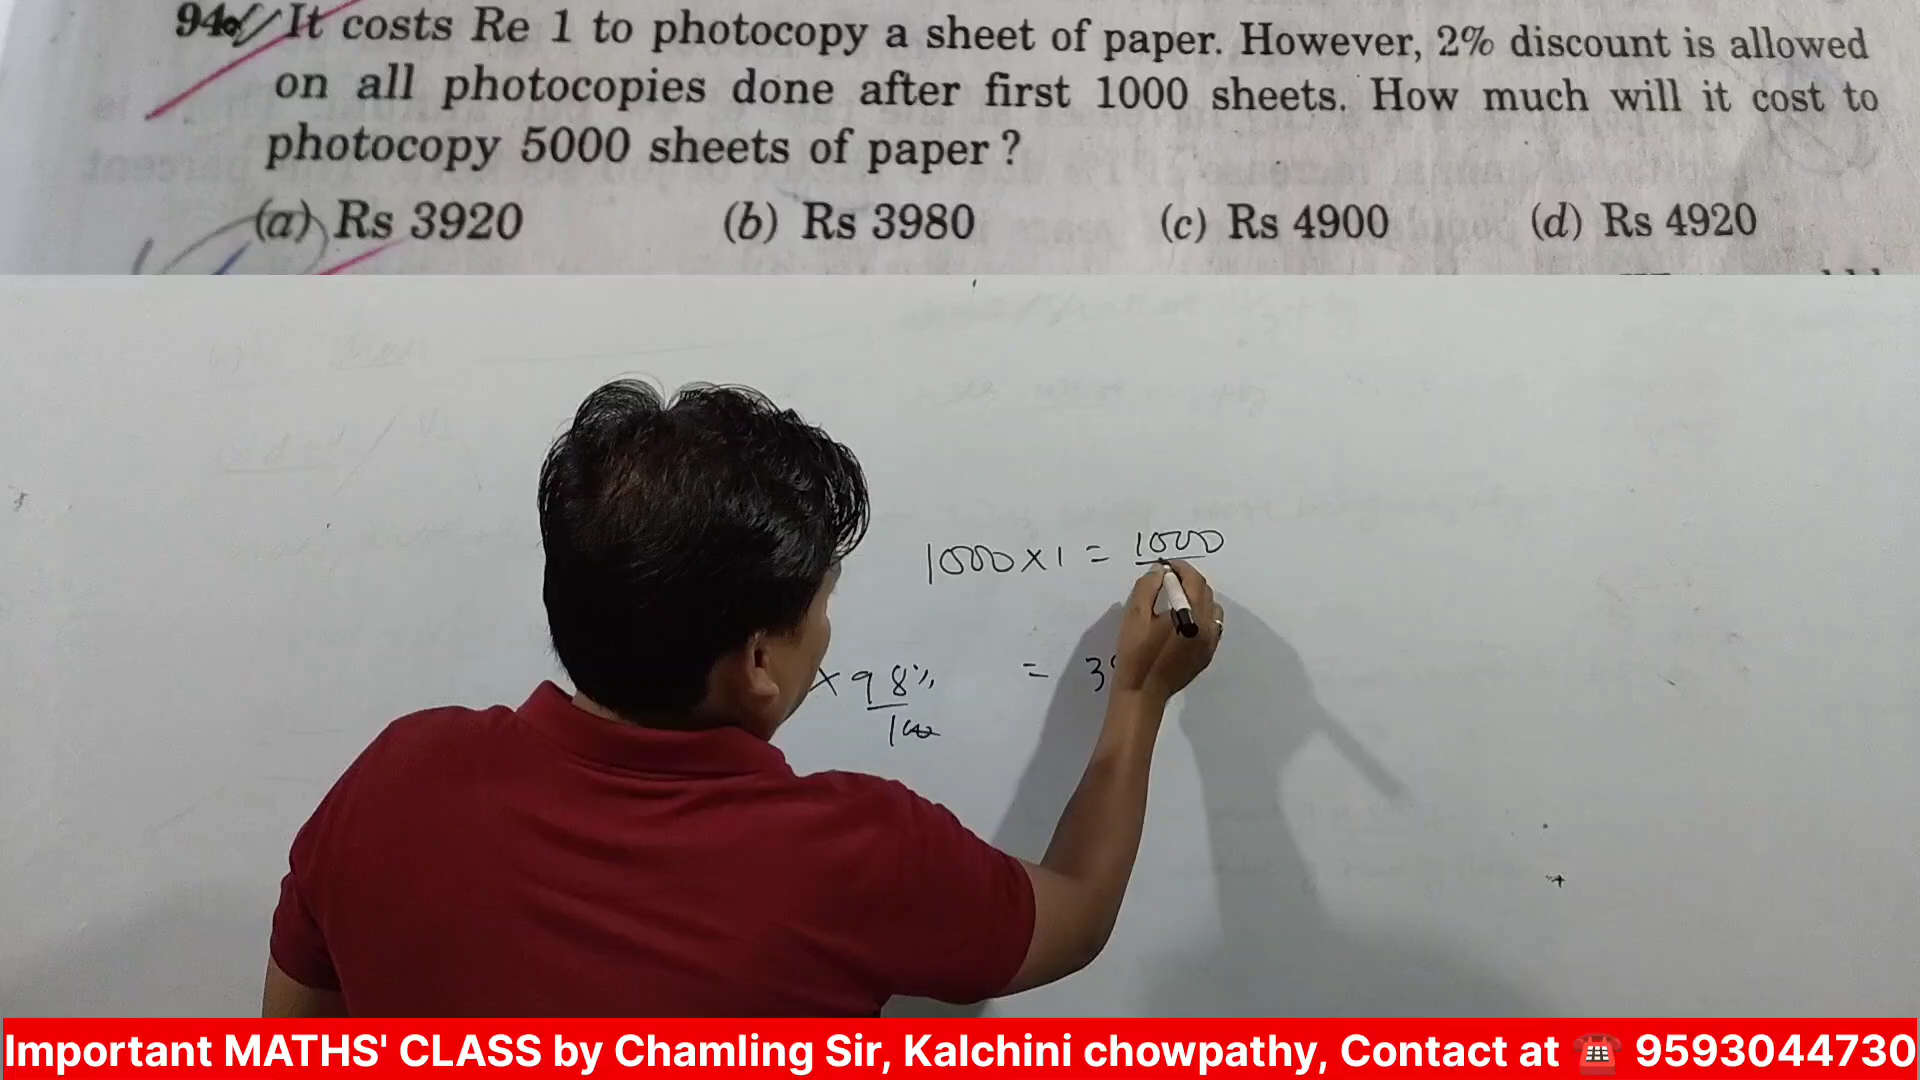 94. It costs Re 1 to photocopy a sheet of paper. However, 2% discount is allowed
on all photocopies done after first 1000 sheets. How much will it cost to
photocopy 5000 sheets of paper ?
(a) Rs 3920 (b) Rs 3980 (c) Rs 4900 (d) Rs 4920
1000 × 1 = 1000
× 98% = 3
100
Important MATHS' CLASS by Chamling Sir, Kalchini chowpathy, Contact at ☎️ 9593044730